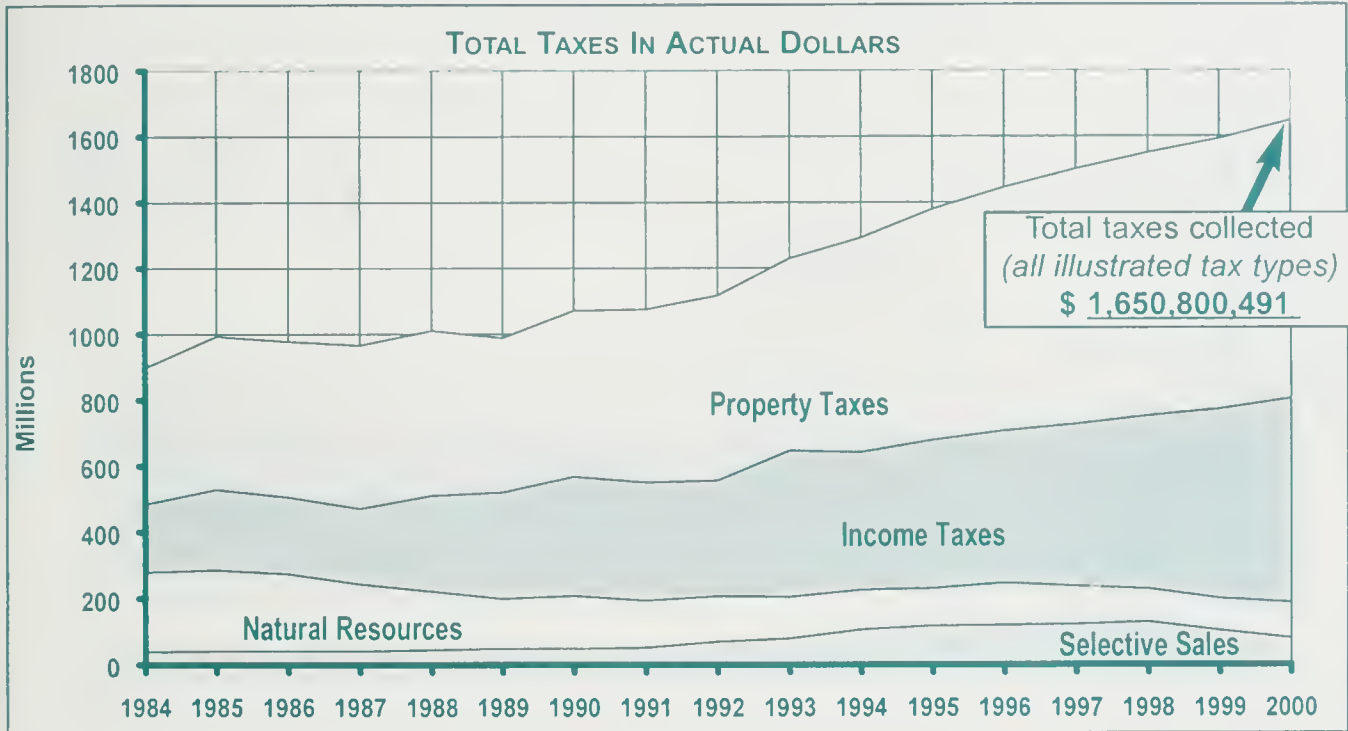 TOTAL TAXES IN ACTUAL DOLLARS
1800
1600
1400
1200
1000
800
600
400
200
0
Millions
Total taxes collected
(all illustrated tax types)
$ 1,650,800,491
Property Taxes
Income Taxes
Natural Resources
Selective Sales
1984 1985 1986 1987 1988 1989 1990 1991 1992 1993 1994 1995 1996 1997 1998 1999 2000